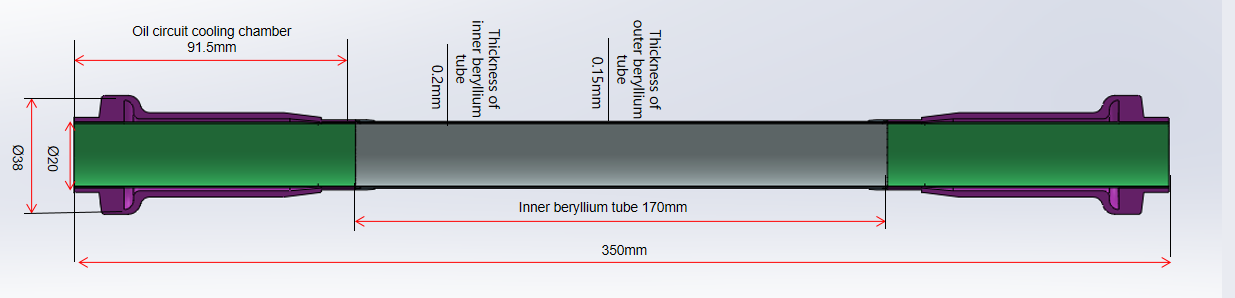 Oil circuit cooling chamber
91.5mm
Thickness of
inner beryllium
tube
0.2mm
Thickness of
outer beryllium
tube
0.15mm
Ø38
Ø20
Inner beryllium tube 170mm
350mm